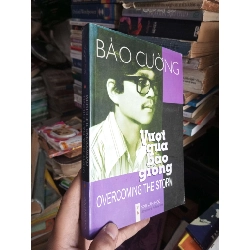 BẢO CƯỜNG
Vượt
qua
bão
giông
OVERCOMING THE STORM